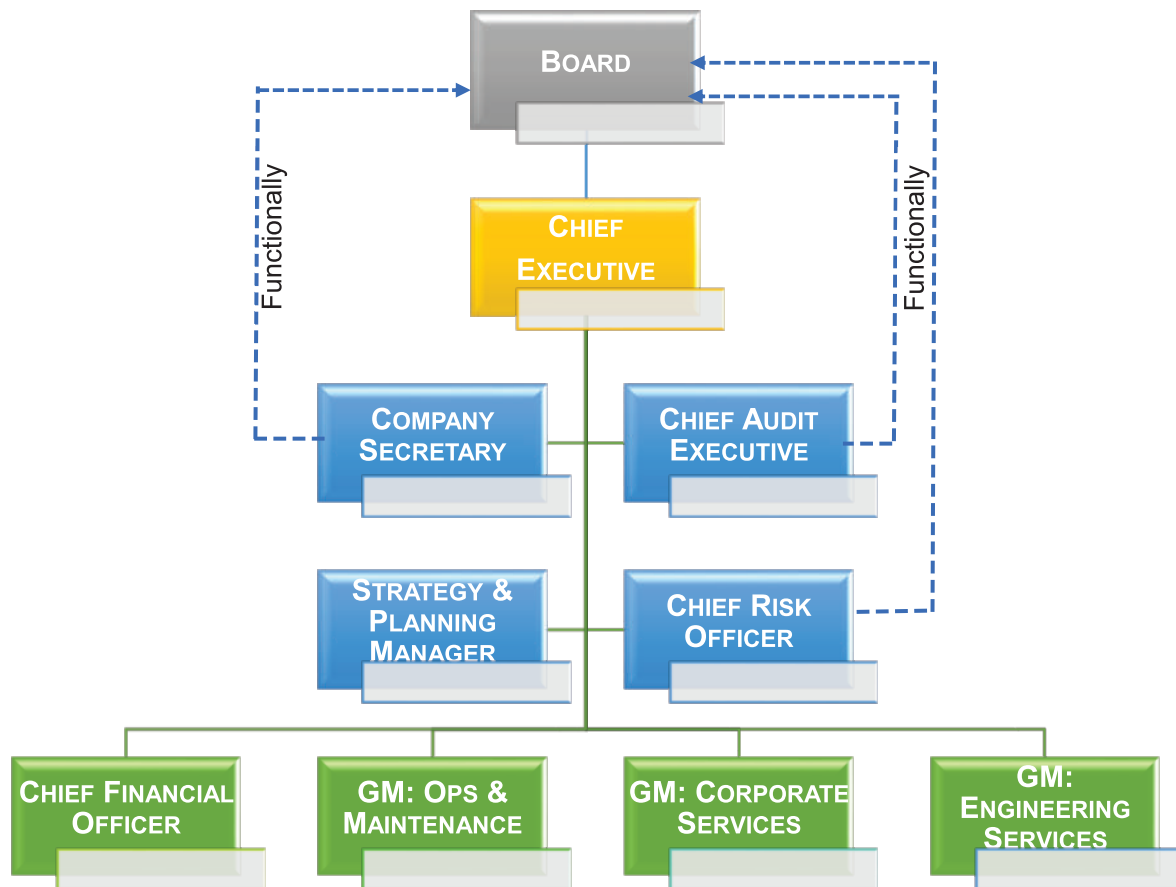 BOARD
Functionally
Functionally
CHIEF
EXECUTIVE
COMPANY
SECRETARY
CHIEF AUDIT
EXECUTIVE
STRATEGY &
PLANNING
MANAGER
CHIEF RISK
OFFICER
CHIEF FINANCIAL
OFFICER
GM: OPS &
MAINTENANCE
GM: CORPORATE
SERVICES
GM:
ENGINEERING
SERVICES